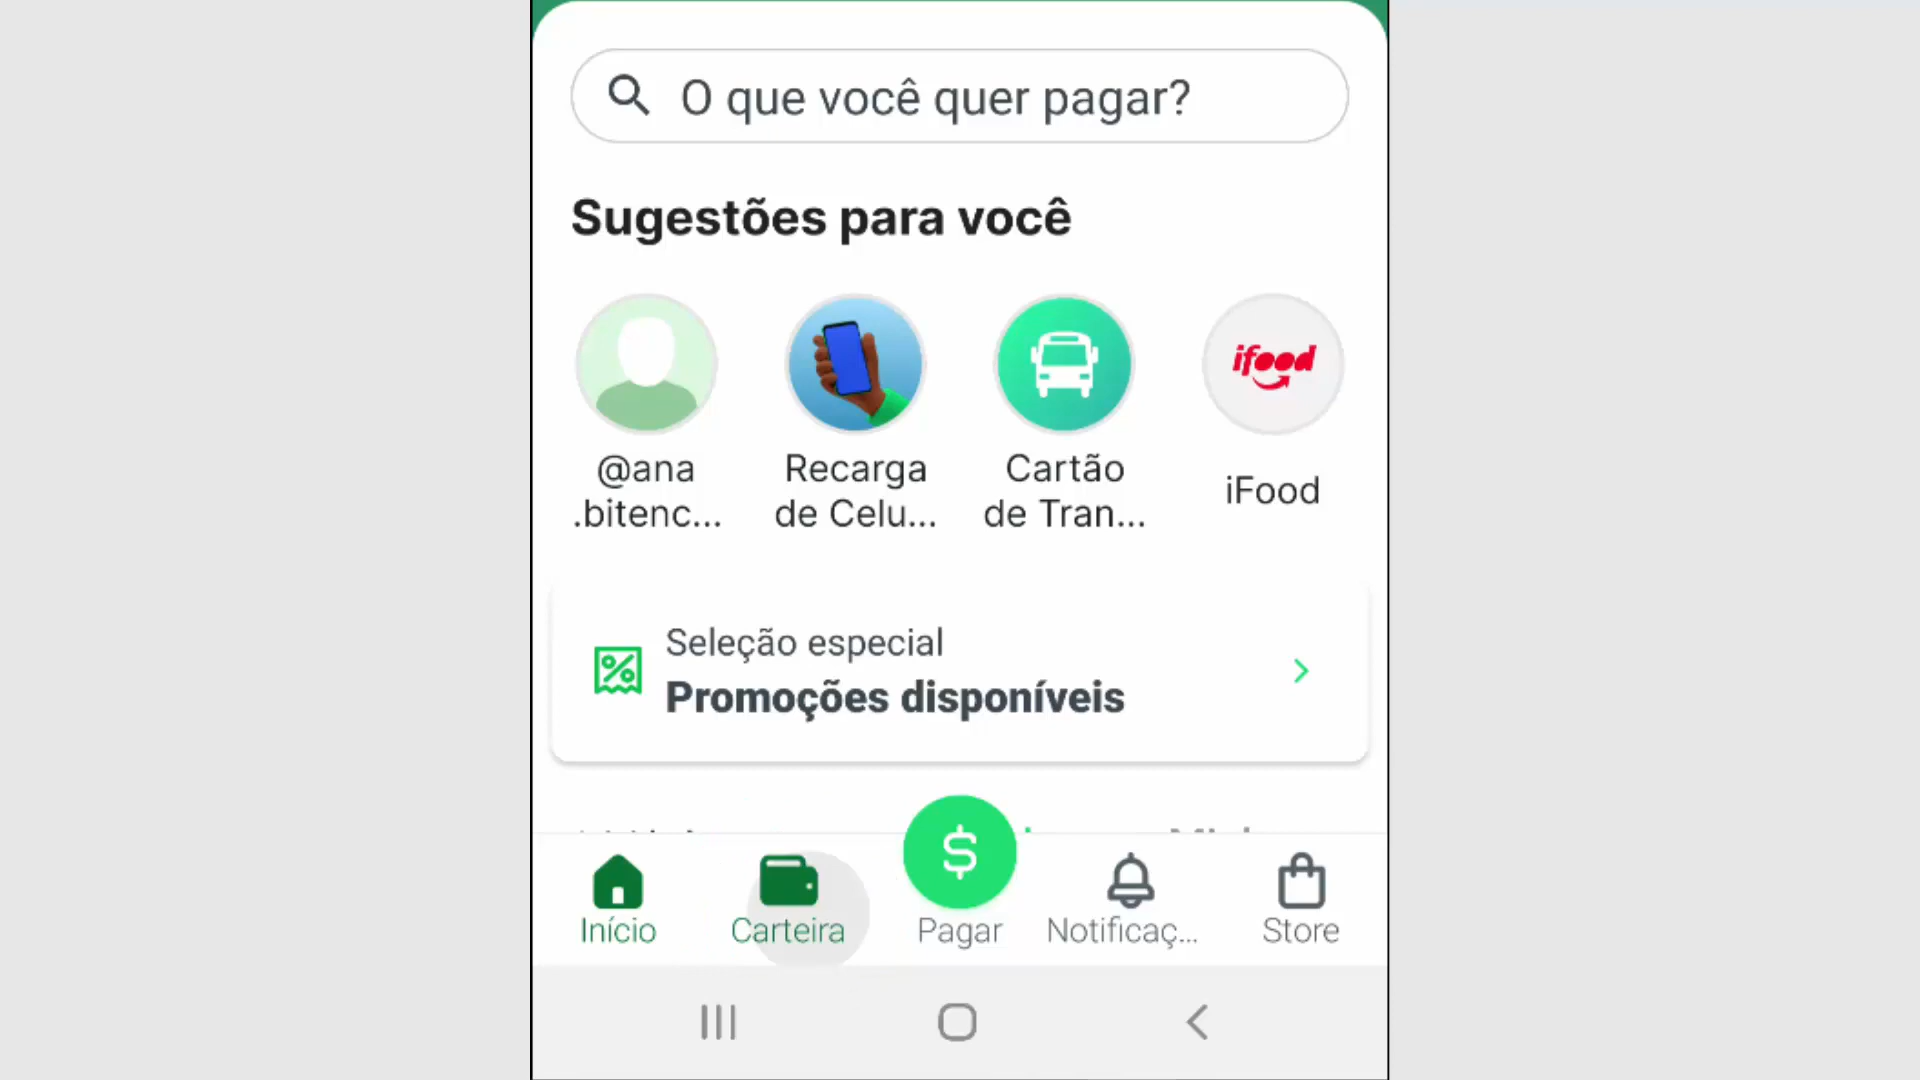 O que você quer pagar?
Sugestões para você
@ana
.bitenc...
Recarga
de Celu...
Cartão
de Tran...
ifood
iFood
Seleção especial
Promoções disponíveis
$
Início
Carteira
Pagar
Notificaç...
Store